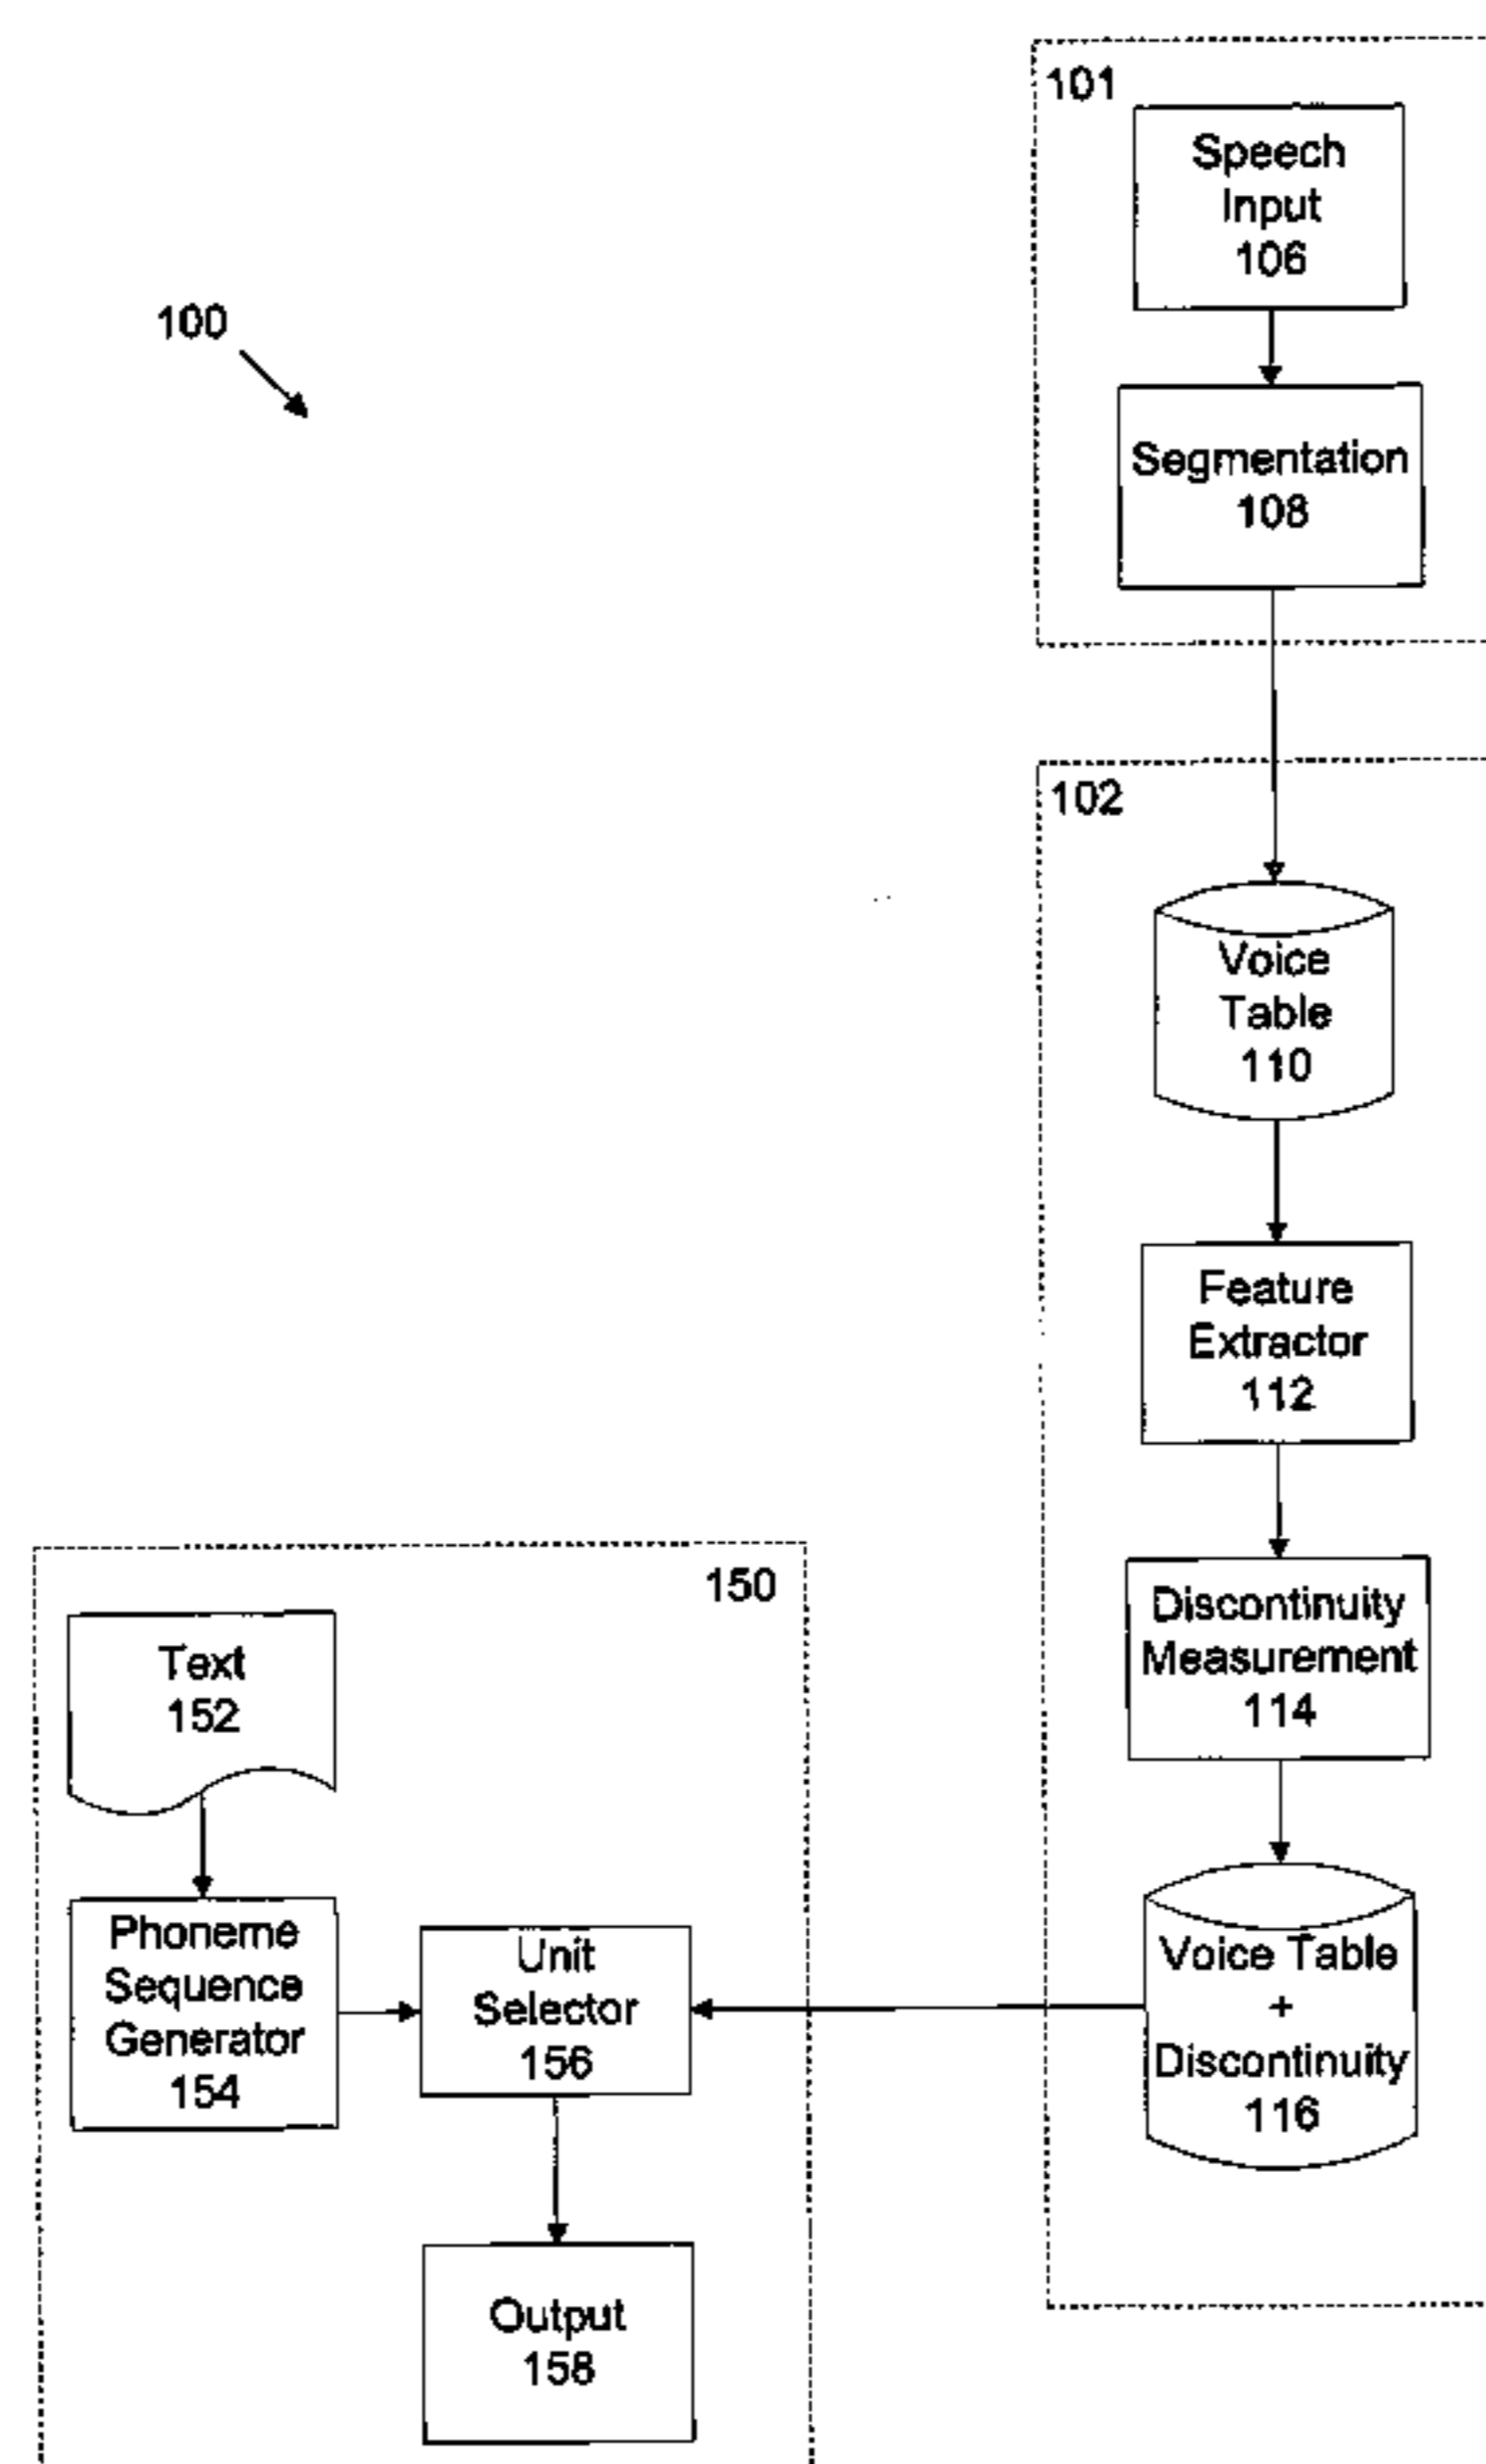 100
101
Speech
Input
106
Segmentation
108
102
Voice
Table
110
Feature
Extractor
112
Discontinuity
Measurement
114
Voice Table
+
Discontinuity
116
150
Text
152
Phoneme
Sequence
Generator
154
Unit
Selector
156
Output
158